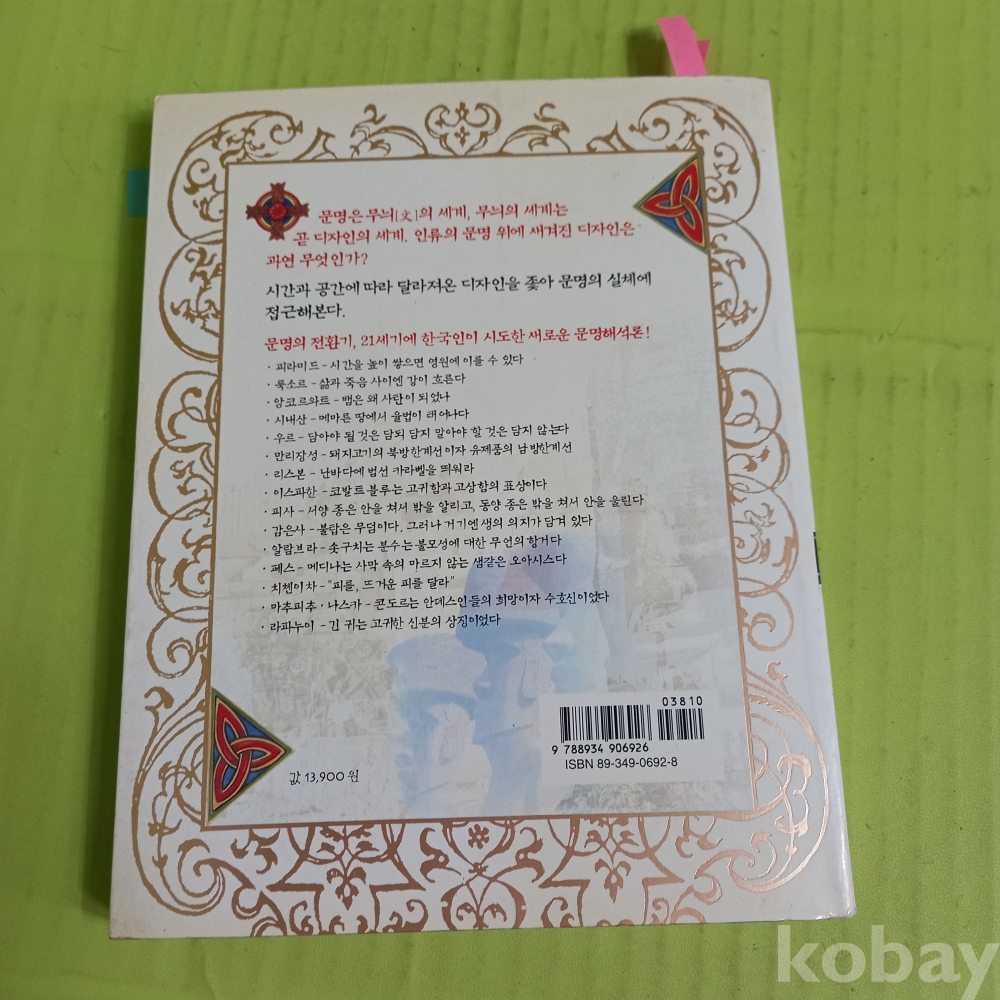 문명은 무늬[文]의 세계, 무늬의 세계는
곧 디자인의 세계. 인류의 문명 위에 새겨진 디자인은
과연 무엇인가?
시간과 공간에 따라 달라져온 디자인을 좇아 문명의 실체에
접근해본다.
문명의 전환기, 21세기에 한국인이 시도한 새로운 문명해석론!
· 피라미드 - 시간을 높이 쌓으면 영원에 이를 수 있다
· 룩소르 - 삶과 죽음 사이엔 강이 흐른다
· 앙코르와트 - 뱀은 왜 사탄이 되었나
· 시내산 - 메마른 땅에서 율법이 태어나다
· 우르 - 담아야 될 것은 담되 담지 말아야 할 것은 담지 않는다
· 만리장성 - 돼지고기의 북방한계선이자 유제품의 남방한계선
· 리스본 - 난바다에 범선 카라벨을 띄워라
· 이스파한 - 코발트블루는 고귀함과 고상함의 표상이다
· 피사 - 서양 종은 안을 쳐서 밖을 알리고, 동양 종은 밖을 쳐서 안을 울린다
· 감은사 - 불탑은 무덤이다. 그러나 거기엔 생의 의지가 담겨 있다
· 알람브라 - 솟구치는 분수는 불모성에 대한 무언의 항거다
· 페스 - 메디나는 사막 속의 마르지 않는 샘같은 오아시스다
· 치첸이차 - "피를, 뜨거운 피를 달라"
· 마추피추 · 나스카 - 콘도르는 안데스인들의 희망이자 수호신이었다
· 라파누이 - 긴 귀는 고귀한 신분의 상징이었다
03810
9 788934 906926
ISBN 89-349-0692-8
값 13,900원
kobay